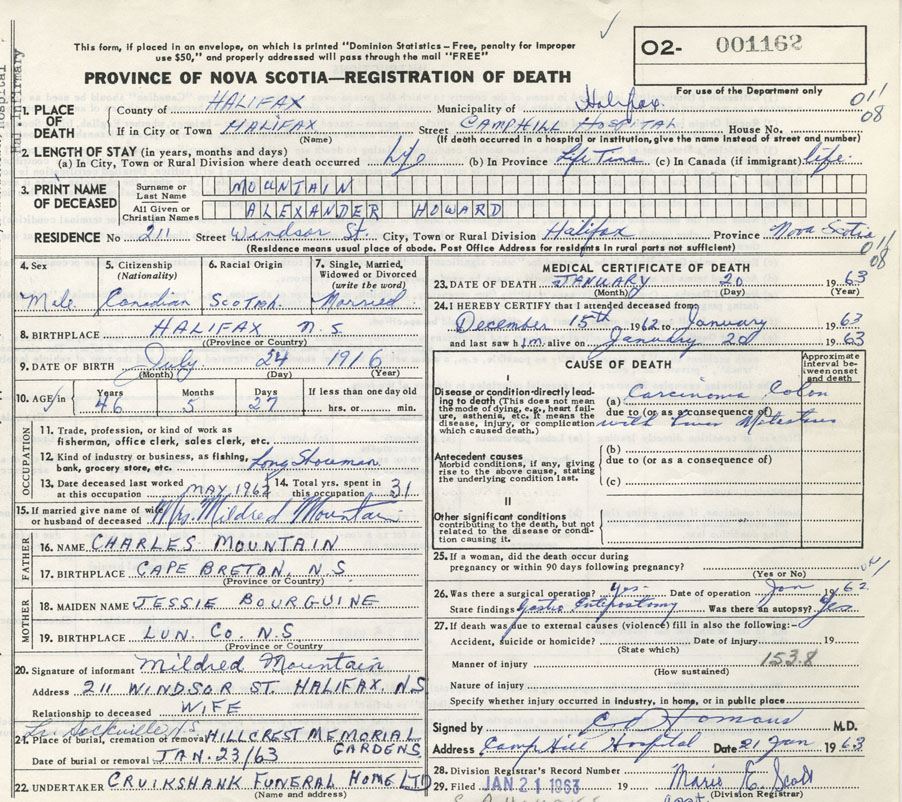 This form, if placed in an envelope, on which is printed "Dominion Statistics – Free, penalty for improper
use $50," and properly addressed will pass through the mail "FREE"
O2- 001162
PROVINCE OF NOVA SCOTIA—REGISTRATION OF DEATH
For use of the Department only
Hospital
Infirmary
1. PLACE OF DEATH
County of HALIFAX Municipality of Halifax 011
08
If in City or Town HALIFAX Street CAMPHILL HOSPITAL House No.
(Name) (If death occurred in a hospital or institution, give the name instead of street and number)
2. LENGTH OF STAY (in years, months and days)
(a) In City, Town or Rural Division where death occurred Life (b) In Province Life Time (c) In Canada (if immigrant) life
3. PRINT NAME OF DECEASED
Surname or Last Name MOUNTAIN
All Given or Christian Names ALEXANDER HOWARD
RESIDENCE No 211 Street Windsor St. City, Town or Rural Division Halifax Province Nova Scotia
(Residence means usual place of abode. Post Office Address for residents in rural parts not sufficient)
011
08
4. Sex 5. Citizenship (Nationality) 6. Racial Origin 7. Single, Married, Widowed or Divorced (write the word)
Male Canadian Scotch Married
8. BIRTHPLACE HALIFAX N.S
(Province or Country)
9. DATE OF BIRTH July 24 1916
(Month) (Day) (Year)
10. AGE in Years Months Days If less than one day old
46 5 27 hrs. or min.
OCCUPATION
11. Trade, profession, or kind of work as
fisherman, office clerk, sales clerk, etc.
12. Kind of industry or business, as fishing,
bank, grocery store, etc. Long Shoreman
13. Date deceased last worked
at this occupation MAY 1962
14. Total yrs. spent in
this occupation 31
15. If married give name of wife
or husband of deceased Mrs. Mildred Mountain
FATHER
16. NAME CHARLES MOUNTAIN
17. BIRTHPLACE CAPE BRETON, N.S
(Province or Country)
MOTHER
18. MAIDEN NAME JESSIE BOURGUINE
19. BIRTHPLACE LUN. CO. N.S
(Province or Country
20. Signature of informant Mildred Mountain
Address 211 WINDSOR ST. HALIFAX. N.S
Relationship to deceased WIFE
Sackville, N.S.
21. Place of burial, cremation or removal HILLCREST MEMORIAL
GARDENS
Date of burial or removal JAN. 23/63
22. UNDERTAKER CRUIKSHANK FUNERAL HOME LTD
(Name and address)
MEDICAL CERTIFICATE OF DEATH
23. DATE OF DEATH JANUARY 20 1963
(Month) (Day) (Year)
24. I HEREBY CERTIFY that I attended deceased from
December 15th 1962 to January 1963
and last saw him alive on January 20 1963
CAUSE OF DEATH
Approximate interval between onset and death
I
Disease or condition directly leading to death (This does not mean the mode of dying, e.g., heart failure, asthenia, etc. It means the disease, injury, or complication which caused death.)
(a) Carcinoma Colon
due to (or as a consequence of)
with Liver Metastases
Antecedent causes
Morbid conditions, if any, giving rise to the above cause, stating the underlying condition last.
(b)
due to (or as a consequence of)
(c)
II
Other significant conditions
contributing to the death, but not related to the disease or condition causing it.
25. If a woman, did the death occur during
pregnancy or within 90 days following pregnancy?
(Yes or No)
26. Was there a surgical operation? Yes Date of operation Jan 1962
State findings Was there an autopsy? Yes
27. If death was due to external causes (violence) fill in also the following:–
Accident, suicide or homicide? Date of injury 19
(State which)
Manner of injury 153.8
(How sustained)
Nature of injury
Specify whether injury occurred in industry, in home, or in public place
Signed by M.D.
Address Camp Hill Hospital Date 21 Jan 1963
28. Division Registrar's Record Number
29. Filed JAN 21 1963 19 Marie E. Scott
(Division Registrar)